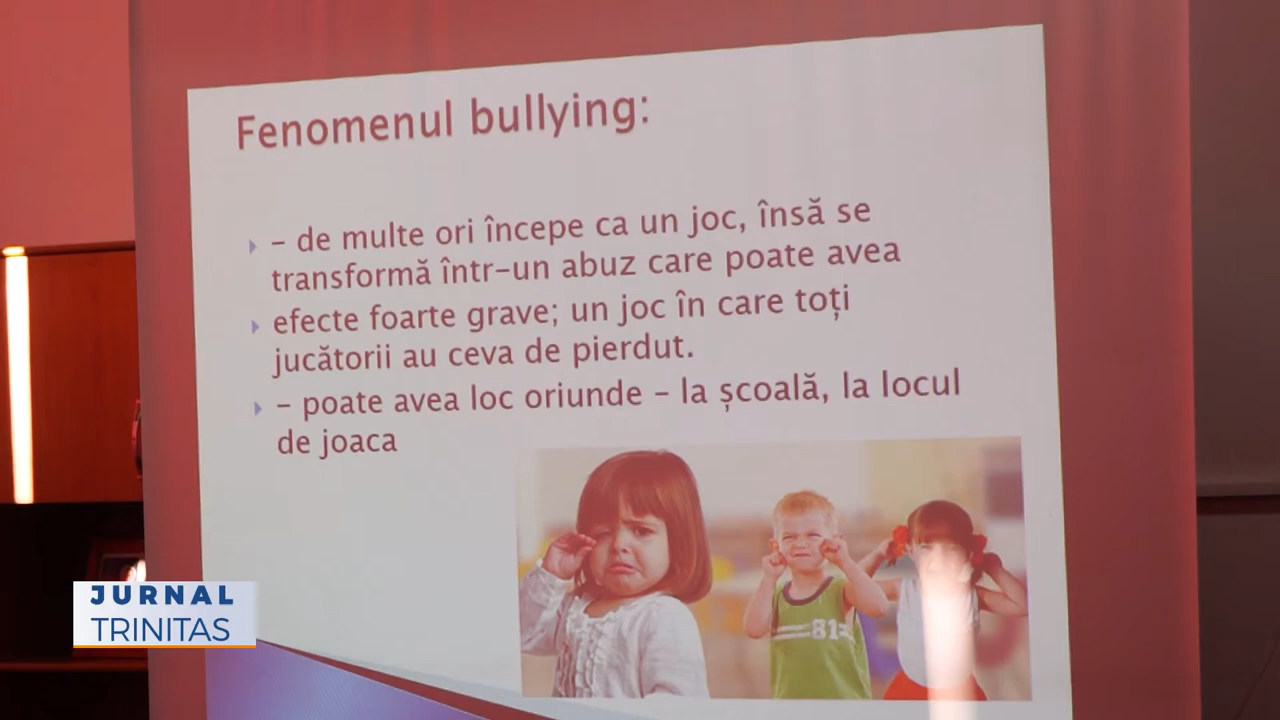 Fenomenul bullying:
– de multe ori începe ca un joc, însă se
transformă într-un abuz care poate avea
efecte foarte grave; un joc în care toți
jucătorii au ceva de pierdut.
– poate avea loc oriunde – la școală, la locul
de joaca
81
JURNAL
TRINITAS